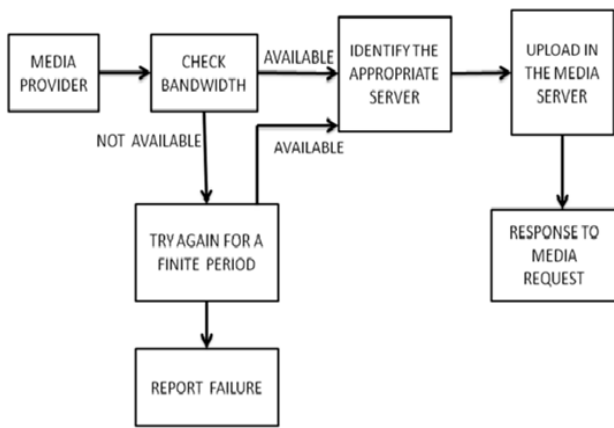 MEDIA
PROVIDER
CHECK
BANDWIDTH
AVAILABLE
IDENTIFY THE
APPROPRIATE
SERVER
UPLOAD IN
THE MEDIA
SERVER
NOT AVAILABLE
AVAILABLE
TRY AGAIN FOR A
FINITE PERIOD
RESPONSE TO
MEDIA
REQUEST
REPORT FAILURE